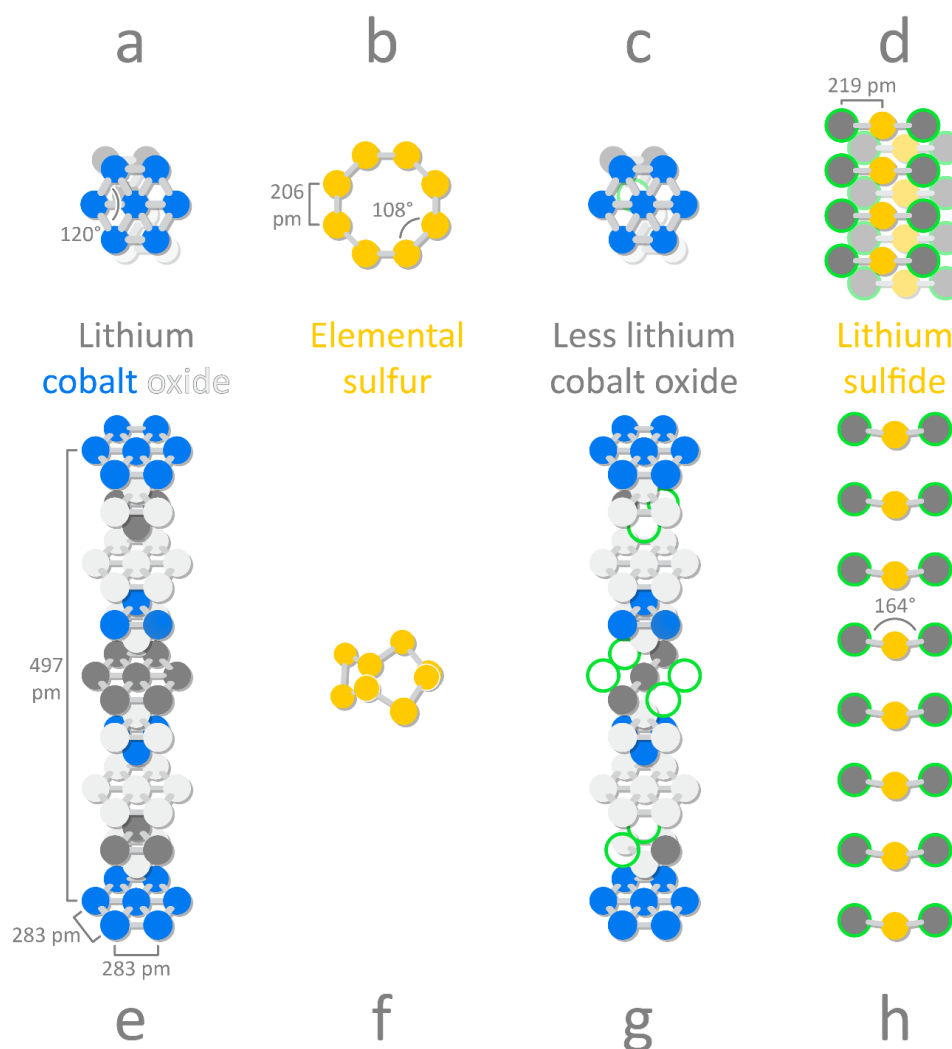 a b c d
219 pm
120°
206
pm
108°
Lithium
cobalt oxide
Elemental
sulfur
Less lithium
cobalt oxide
Lithium
sulfide
497
pm
164°
283 pm
283 pm
e f g h